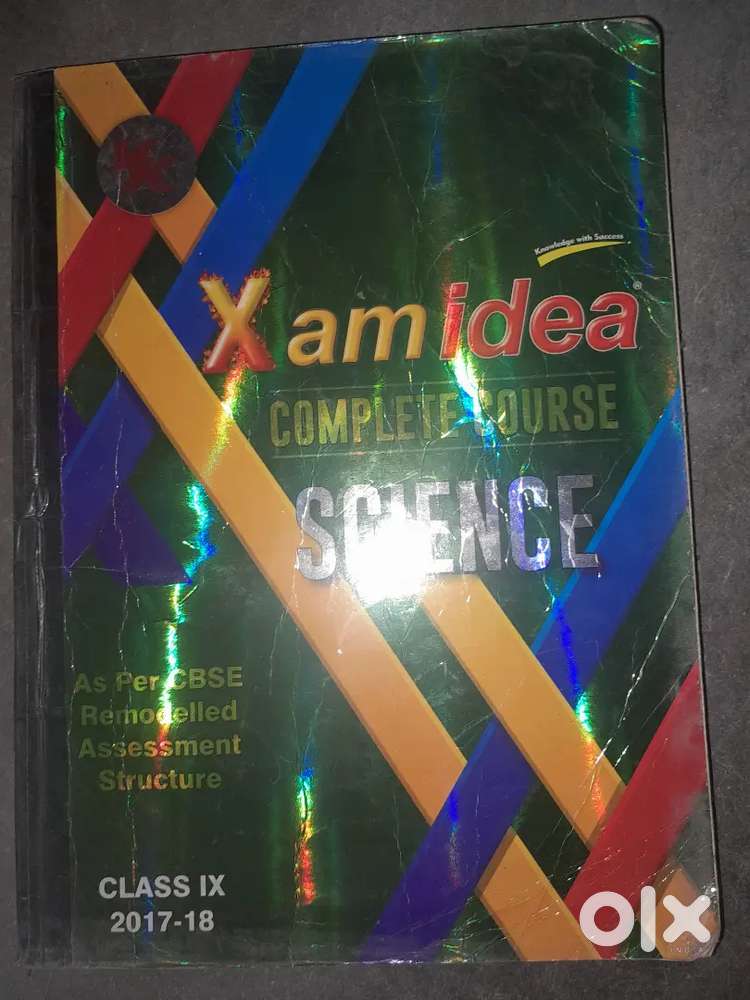 Knowledge with Success
Xam idea®
COMPLETE COURSE
SCIENCE
As Per CBSE
Remodelled
Assessment
Structure
CLASS IX
2017-18
olx
INDIA